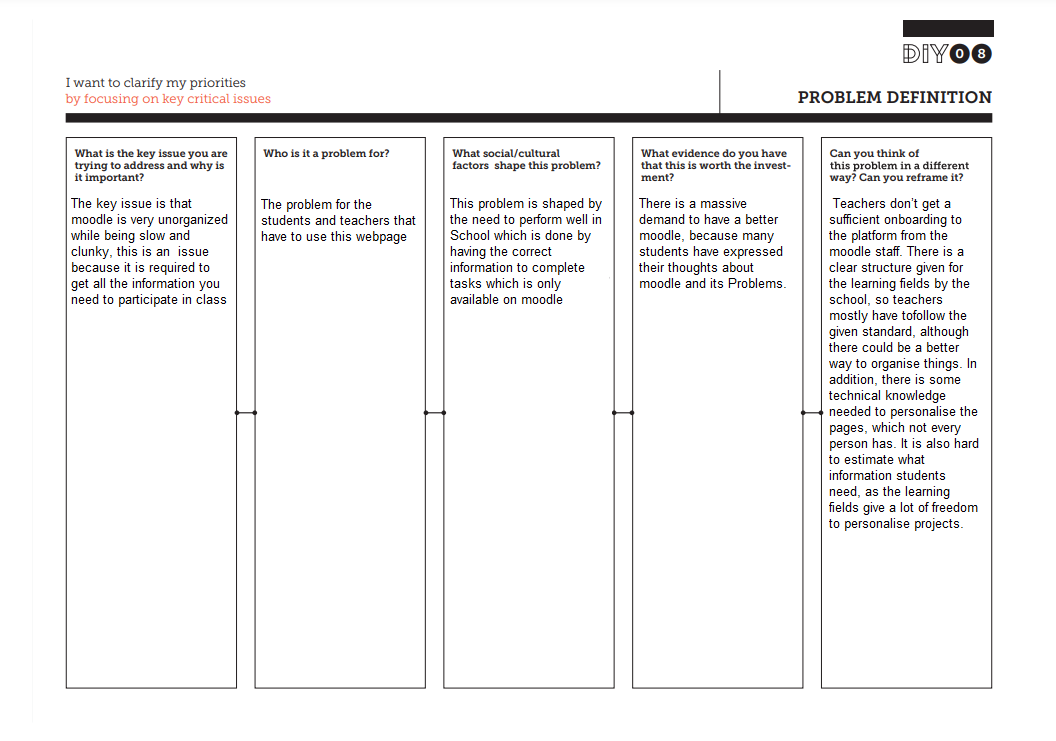 DIY08
I want to clarify my priorities
by focusing on key critical issues
PROBLEM DEFINITION
What is the key issue you are
trying to address and why is
it important?
The key issue is that
moodle is very unorganized
while being slow and
clunky, this is an  issue
because it is required to
get all the information you
need to participate in class
Who is it a problem for?
The problem for the
students and teachers that
have to use this webpage
What social/cultural
factors  shape this problem?
This problem is shaped by
the need to perform well in
School which is done by
having the correct
information to complete
tasks which is only
available on moodle
What evidence do you have
that this is worth the invest-
ment?
There is a massive
demand to have a better
moodle, because many
students have expressed
their thoughts about
moodle and its Problems.
Can you think of
this problem in a different
way? Can you reframe it?
Teachers don't get a
sufficient onboarding to
the platform from the
moodle staff. There is a
clear structure given for
the learning fields by the
school, so teachers
mostly have tofollow the
given standard, although
there could be a better
way to organise things. In
addition, there is some
technical knowledge
needed to personalise the
pages, which not every
person has. It is also hard
to estimate what
information students
need, as the learning
fields give a lot of freedom
to personalise projects.